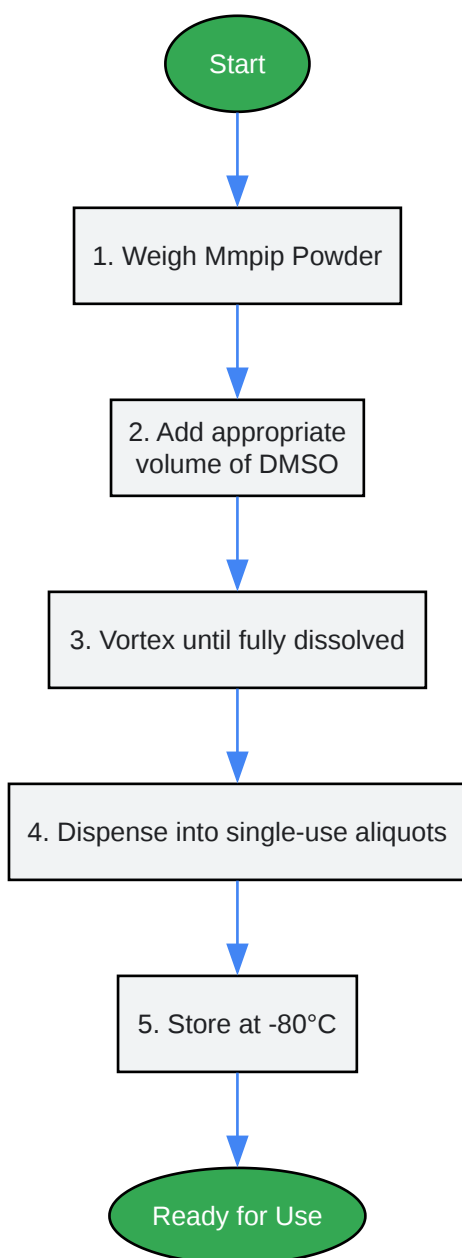 Start
1. Weigh Mmpip Powder
2. Add appropriate
volume of DMSO
3. Vortex until fully dissolved
4. Dispense into single-use aliquots
5. Store at -80°C
Ready for Use